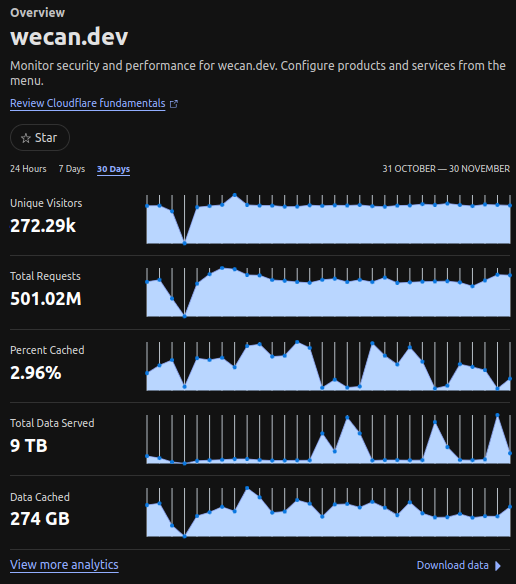 Overview
wecan.dev
Monitor security and performance for wecan.dev. Configure products and services from the
menu.
Review Cloudflare fundamentals
☆ Star
24 Hours 7 Days 30 Days 31 OCTOBER — 30 NOVEMBER
Unique Visitors
272.29k
Total Requests
501.02M
Percent Cached
2.96%
Total Data Served
9 TB
Data Cached
274 GB
View more analytics Download data